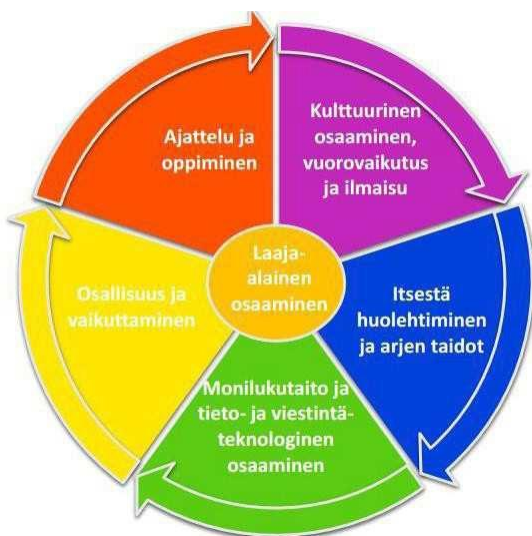 Ajattelu ja
oppiminen
Kulttuurinen
osaaminen,
vuorovaikutus
ja ilmaisu
Itsestä
huolehtiminen
ja arjen taidot
Monilukutaito ja
tieto- ja viestintä-
teknologinen
osaaminen
Osallisuus ja
vaikuttaminen
Laaja-
alainen
osaaminen